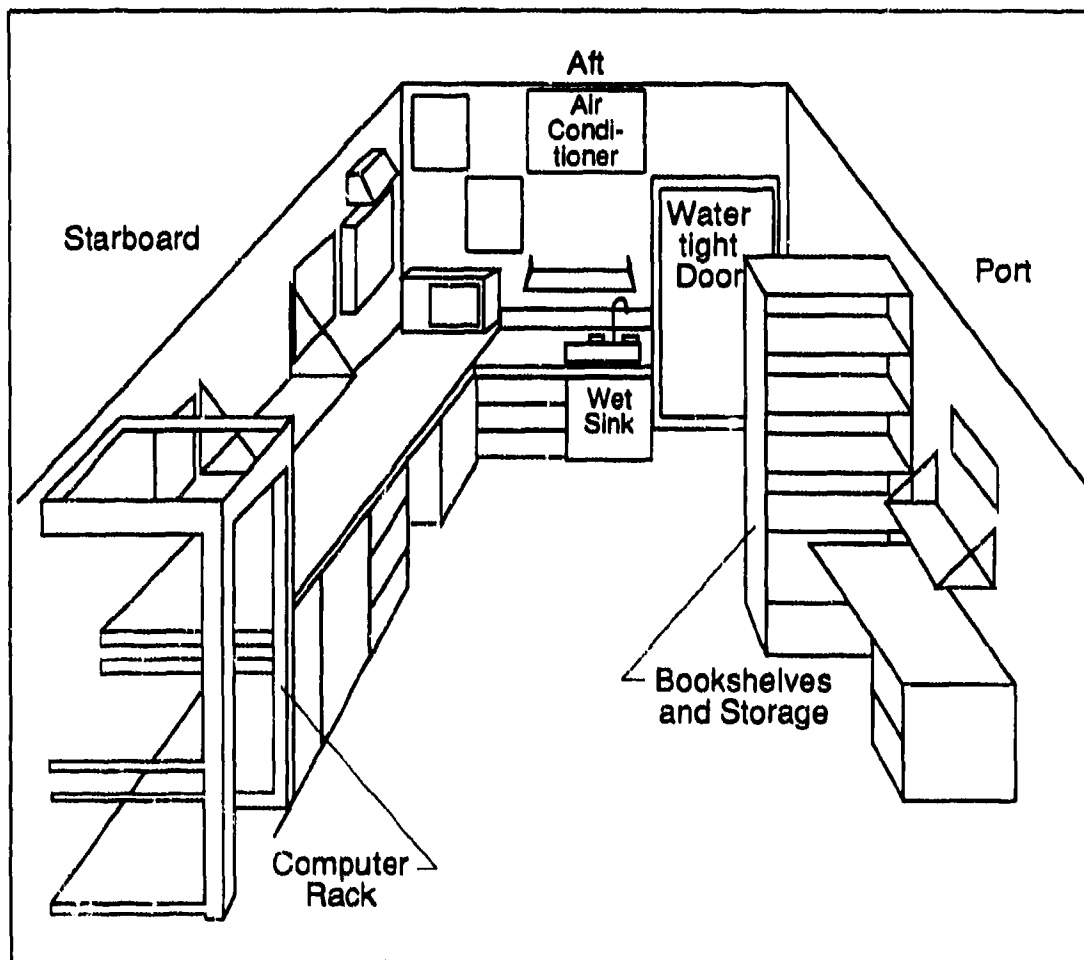 Aft
Air
Condi-
tioner
Starboard
Water
tight
Door
Port
Wet
Sink
Bookshelves
and Storage
Computer
Rack